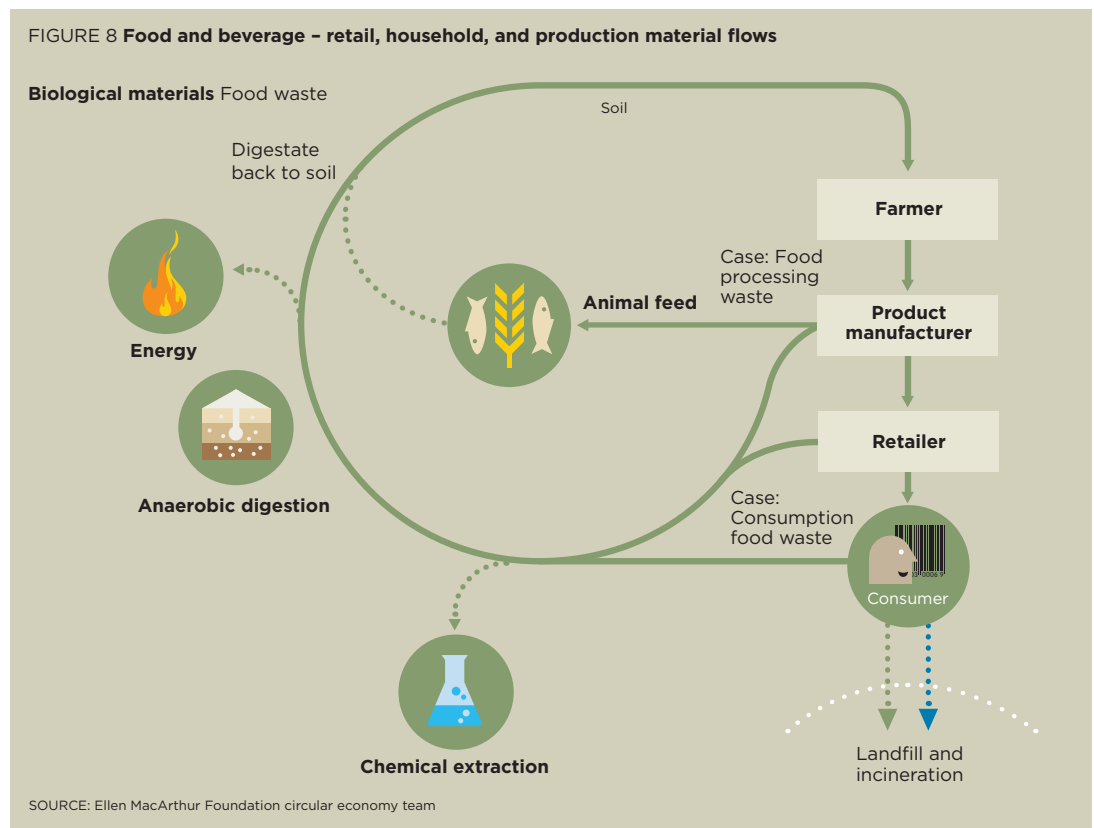 FIGURE 8 Food and beverage – retail, household, and production material flows
Biological materials Food waste
Soil
Digestate
back to soil
Farmer
Case: Food
processing
waste
Animal feed
Product
manufacturer
Energy
Retailer
Anaerobic digestion
Case:
Consumption
food waste
Consumer
Chemical extraction
Landfill and
incineration
SOURCE: Ellen MacArthur Foundation circular economy team